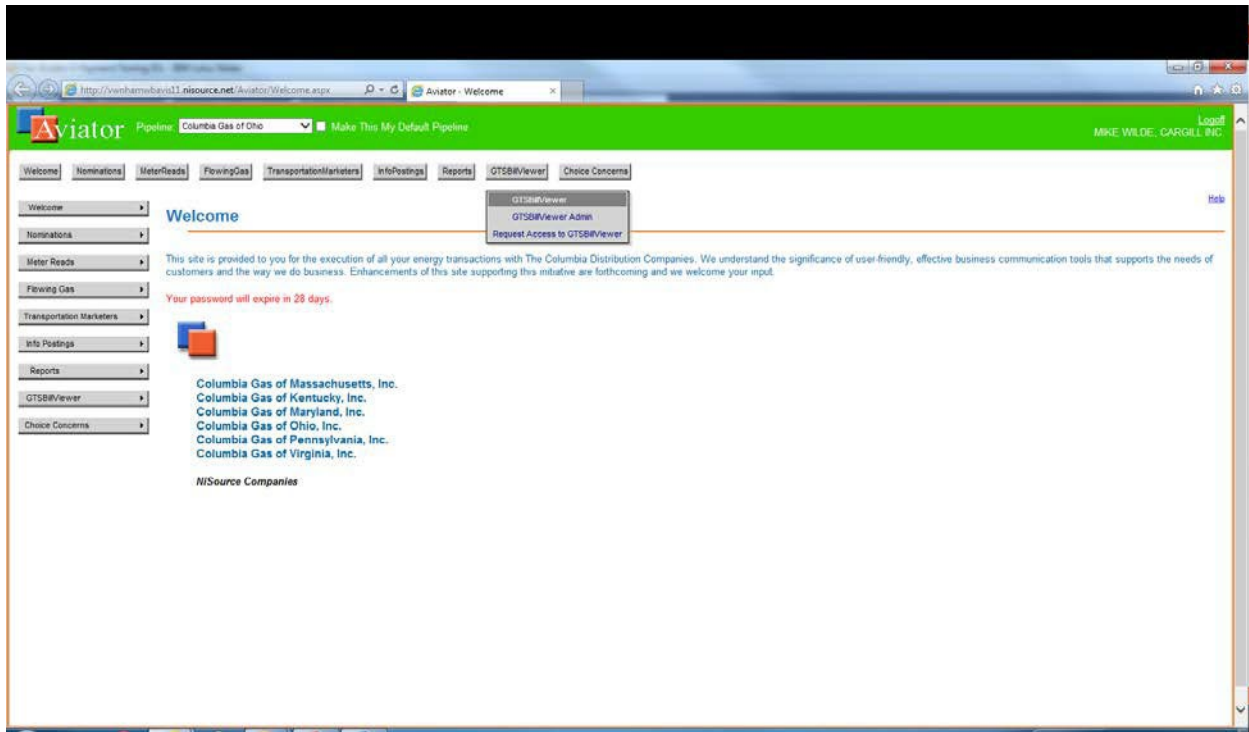 http://vwnhamwbavis11.nisource.net/Aviator/Welcome.aspx
Aviator - Welcome
Aviator Pipeline: Columbia Gas of Ohio Make This My Default Pipeline
Logoff
MIKE WILDE, CARGILL INC.
Welcome Nominations MeterReads FlowingGas TransportationMarketers InfoPostings Reports GTSBillViewer Choice Concerns
GTSBillViewer
GTSBillViewer Admin
Request Access to GTSBillViewer
Help
Welcome
Nominations
Meter Reads
Flowing Gas
Transportation Marketers
Info Postings
Reports
GTSBillViewer
Choice Concerns
Welcome
This site is provided to you for the execution of all your energy transactions with The Columbia Distribution Companies. We understand the significance of user-friendly, effective business communication tools that supports the needs of
customers and the way we do business. Enhancements of this site supporting this initiative are forthcoming and we welcome your input.
Your password will expire in 28 days.
Columbia Gas of Massachusetts, Inc.
Columbia Gas of Kentucky, Inc.
Columbia Gas of Maryland, Inc.
Columbia Gas of Ohio, Inc.
Columbia Gas of Pennsylvania, Inc.
Columbia Gas of Virginia, Inc.
NiSource Companies